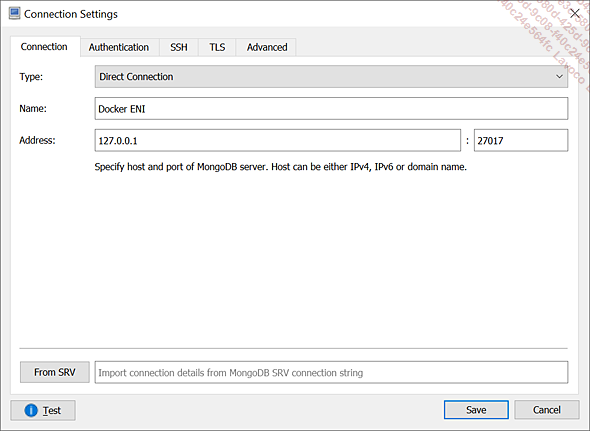 Connection Settings
Connection Authentication SSH TLS Advanced
Type: Direct Connection
Name: Docker ENI
Address: 127.0.0.1 : 27017
Specify host and port of MongoDB server. Host can be either IPv4, IPv6 or domain name.
From SRV Import connection details from MongoDB SRV connection string
Test Save Cancel